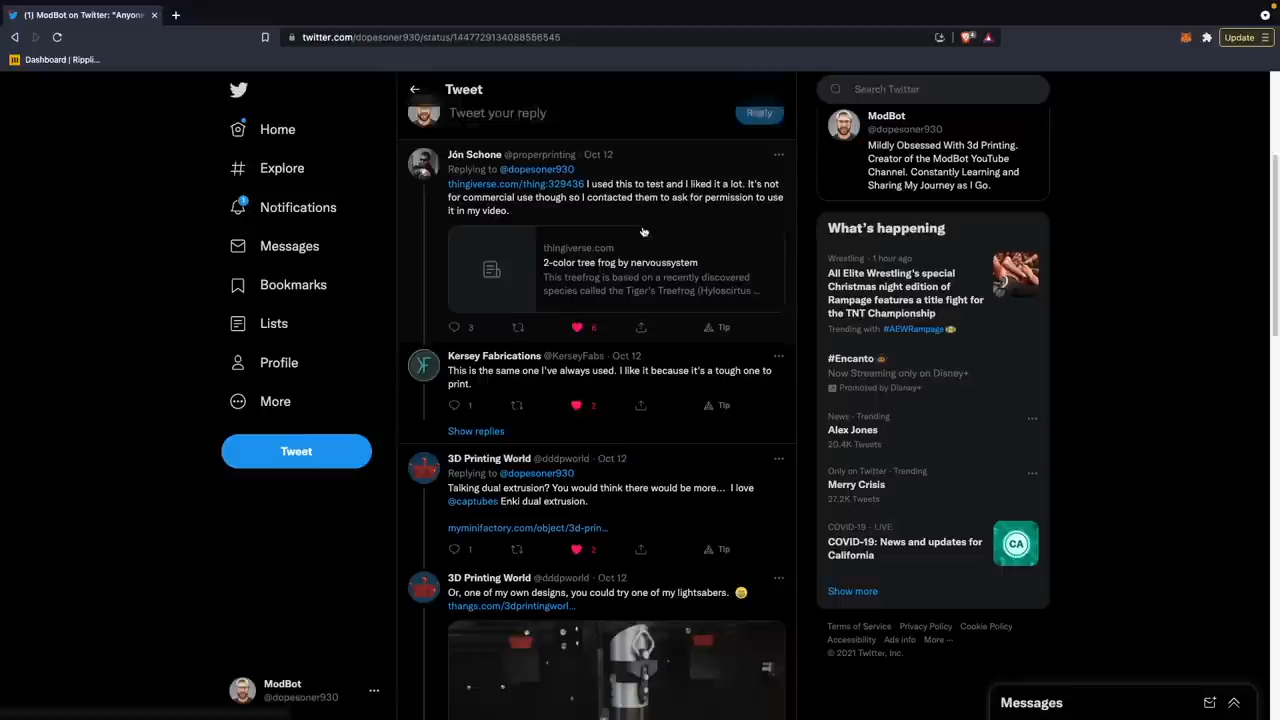 (1) ModBot on Twitter: "Anyone
twitter.com/dopesoner930/status/1447729134088556545
Update
Dashboard | Rippli...
Home
Explore
1
Notifications
Messages
Bookmarks
Lists
Profile
More
Tweet
ModBot
@dopesoner930
Tweet
Tweet your reply
Reply
Jón Schone @properprinting · Oct 12
Replying to @dopesoner930
thingiverse.com/thing:329436 I used this to test and I liked it a lot. It's not
for commercial use though so I contacted them to ask for permission to use
it in my video.
thingiverse.com
2-color tree frog by nervoussystem
This treefrog is based on a recently discovered
species called the Tiger's Treefrog (Hyloscirtus ...
3
6
Tip
Kersey Fabrications @KerseyFabs · Oct 12
This is the same one I've always used. I like it because it's a tough one to
print.
1
2
Tip
Show replies
3D Printing World @dddpworld · Oct 12
Replying to @dopesoner930
Talking dual extrusion? You would think there would be more... I love
@captubes Enki dual extrusion.
myminifactory.com/object/3d-prin...
1
2
Tip
3D Printing World @dddpworld · Oct 12
Or, one of my own designs, you could try one of my lightsabers.
thangs.com/3dprintingworl...
Search Twitter
ModBot
@dopesoner930
Mildly Obsessed With 3d Printing.
Creator of the ModBot YouTube
Channel. Constantly Learning and
Sharing My Journey as I Go.
What's happening
Wrestling · 1 hour ago
All Elite Wrestling's special
Christmas night edition of
Rampage features a title fight for
the TNT Championship
Trending with #AEWRampage
#Encanto
Now Streaming only on Disney+
Promoted by Disney+
News · Trending
Alex Jones
20.4K Tweets
Only on Twitter · Trending
Merry Crisis
27.2K Tweets
COVID-19 · LIVE
COVID-19: News and updates for
California
CA
Show more
Terms of Service Privacy Policy Cookie Policy
Accessibility Ads info More ···
© 2021 Twitter, Inc.
Messages